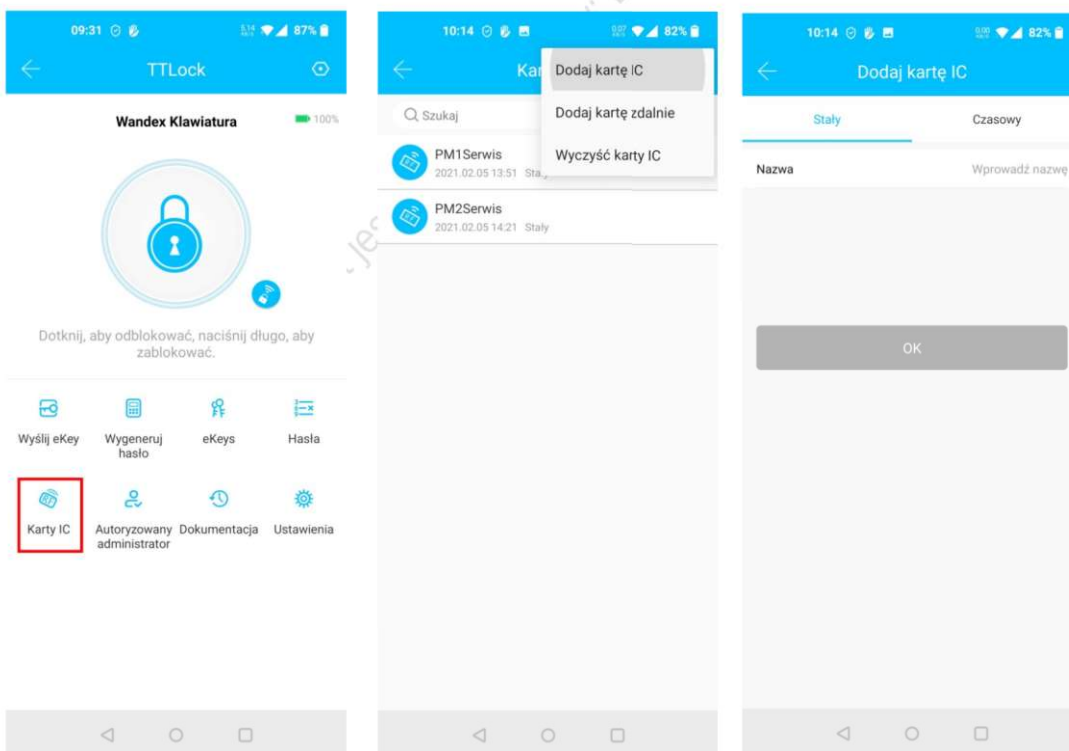 09:31
87%
TTLock
Wandex Klawiatura
100%
Dotknij, aby odblokować, naciśnij długo, aby
zablokować.
Wyślij eKey
Wygeneruj
hasło
eKeys
Hasła
Karty IC
Autoryzowany
administrator
Dokumentacja
Ustawienia
10:14
82%
Kar
Dodaj kartę IC
Dodaj kartę zdalnie
Wyczyść karty IC
Szukaj
PM1Serwis
2021.02.05 13:51 Stały
PM2Serwis
2021.02.05 14:21 Stały
10:14
82%
Dodaj kartę IC
Stały
Czasowy
Nazwa
Wprowadź nazwę
OK